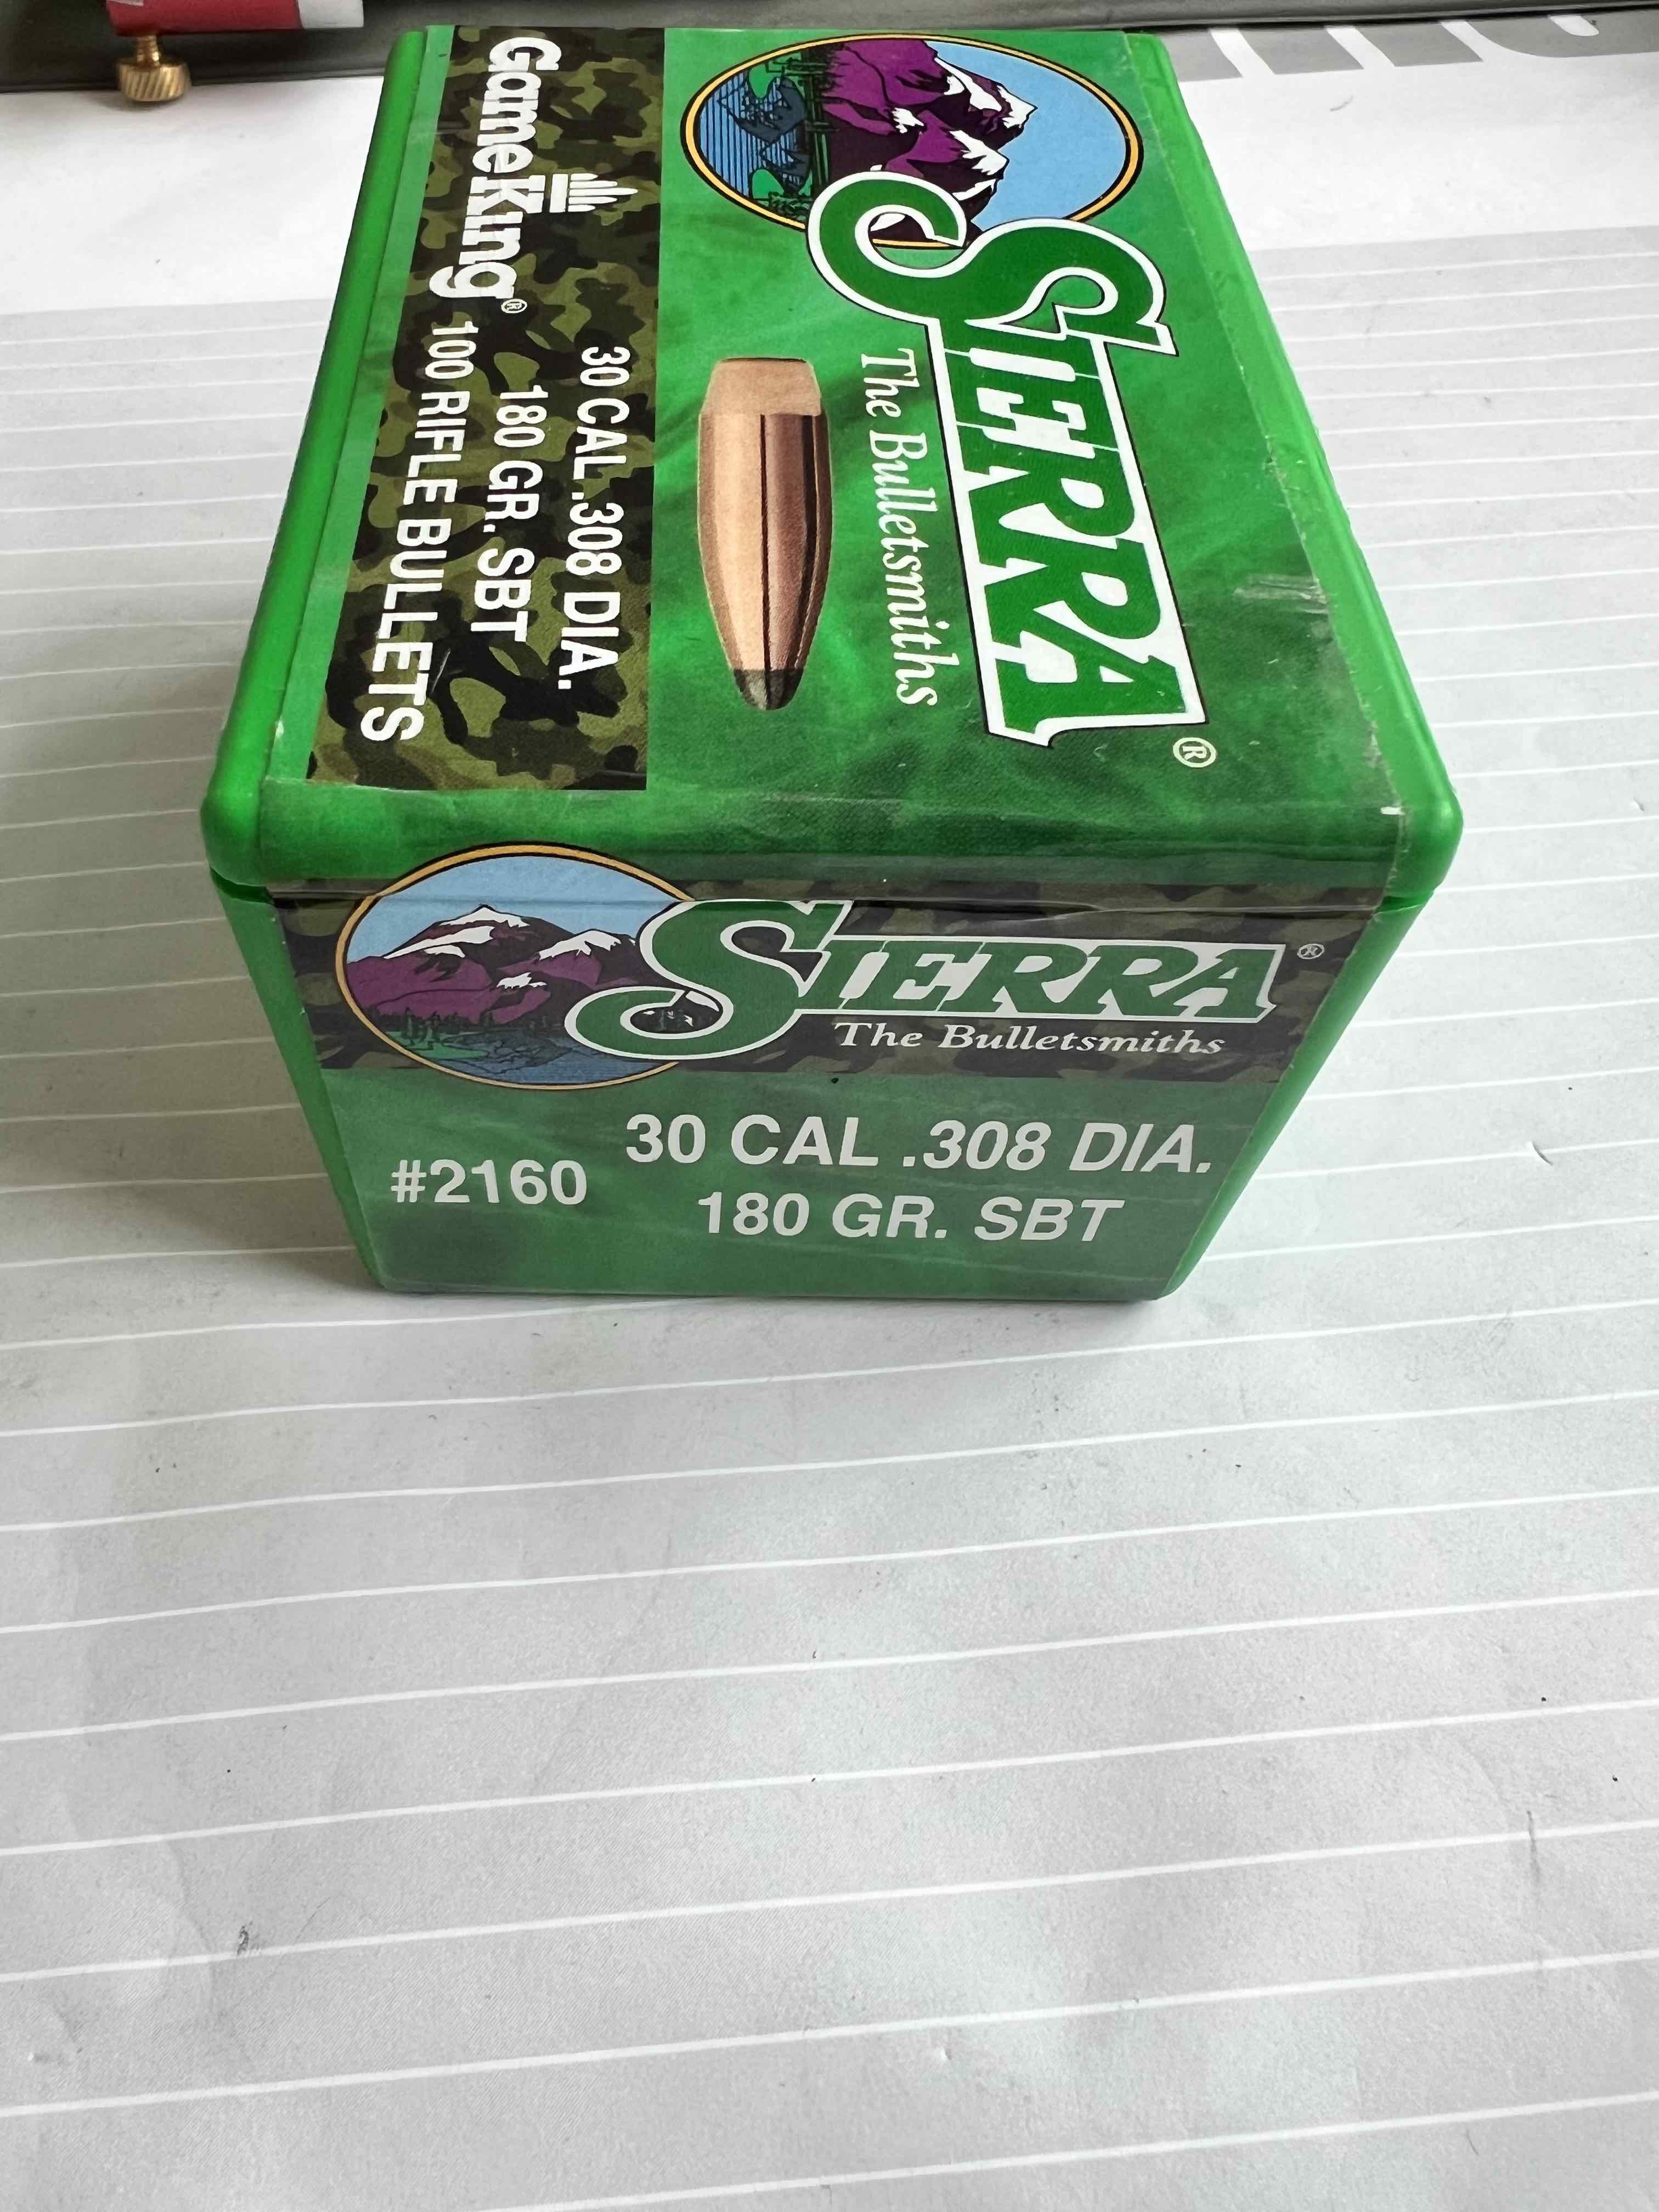 SIERRA®
The Bulletsmiths
GameKing®
30 CAL .308 DIA.
180 GR. SBT
100 RIFLE BULLETS
SIERRA®
The Bulletsmiths
#2160
30 CAL .308 DIA.
180 GR. SBT